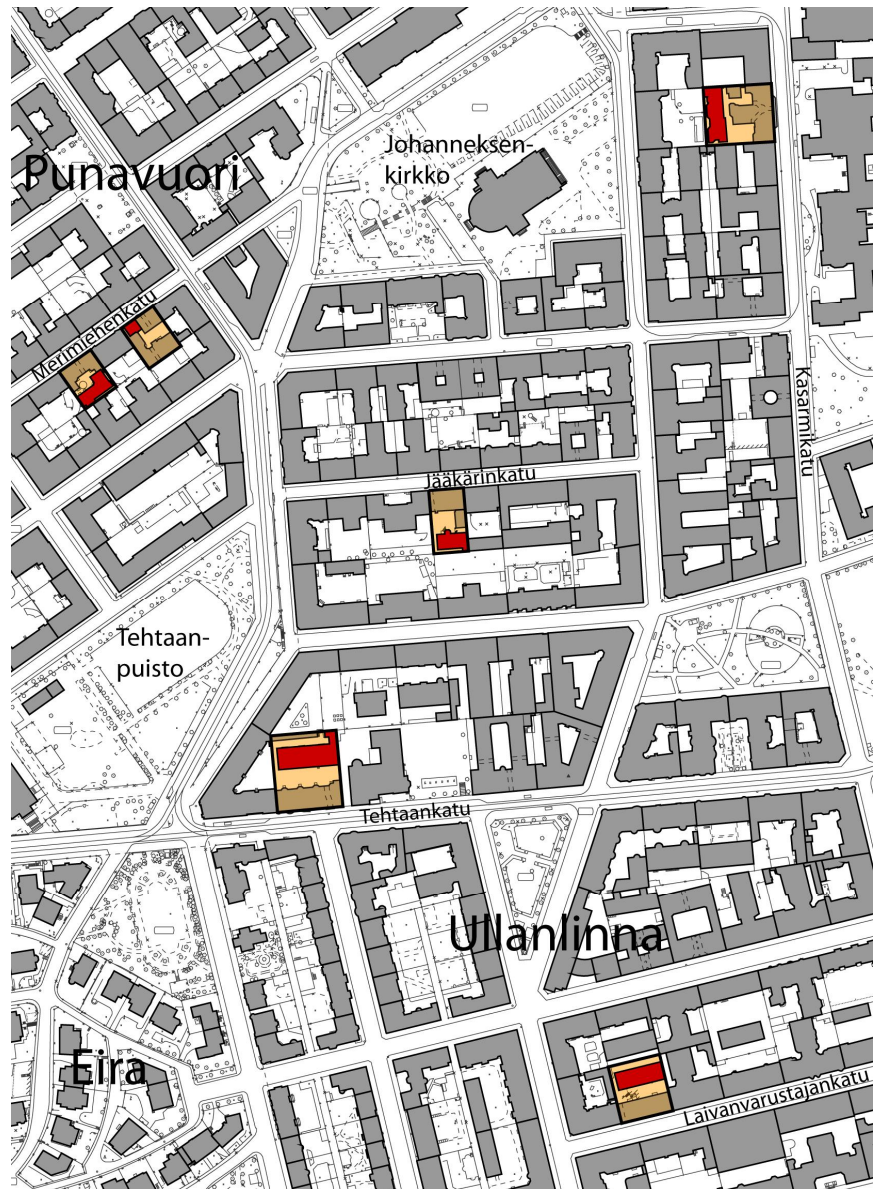 Johanneksen-
kirkko
Punavuori
Merimiehenkatu
Kasarmikatu
Jääkärinkatu
Tehtaan-
puisto
Tehtaankatu
Ullanlinna
Eira
Laivanvarustajankatu